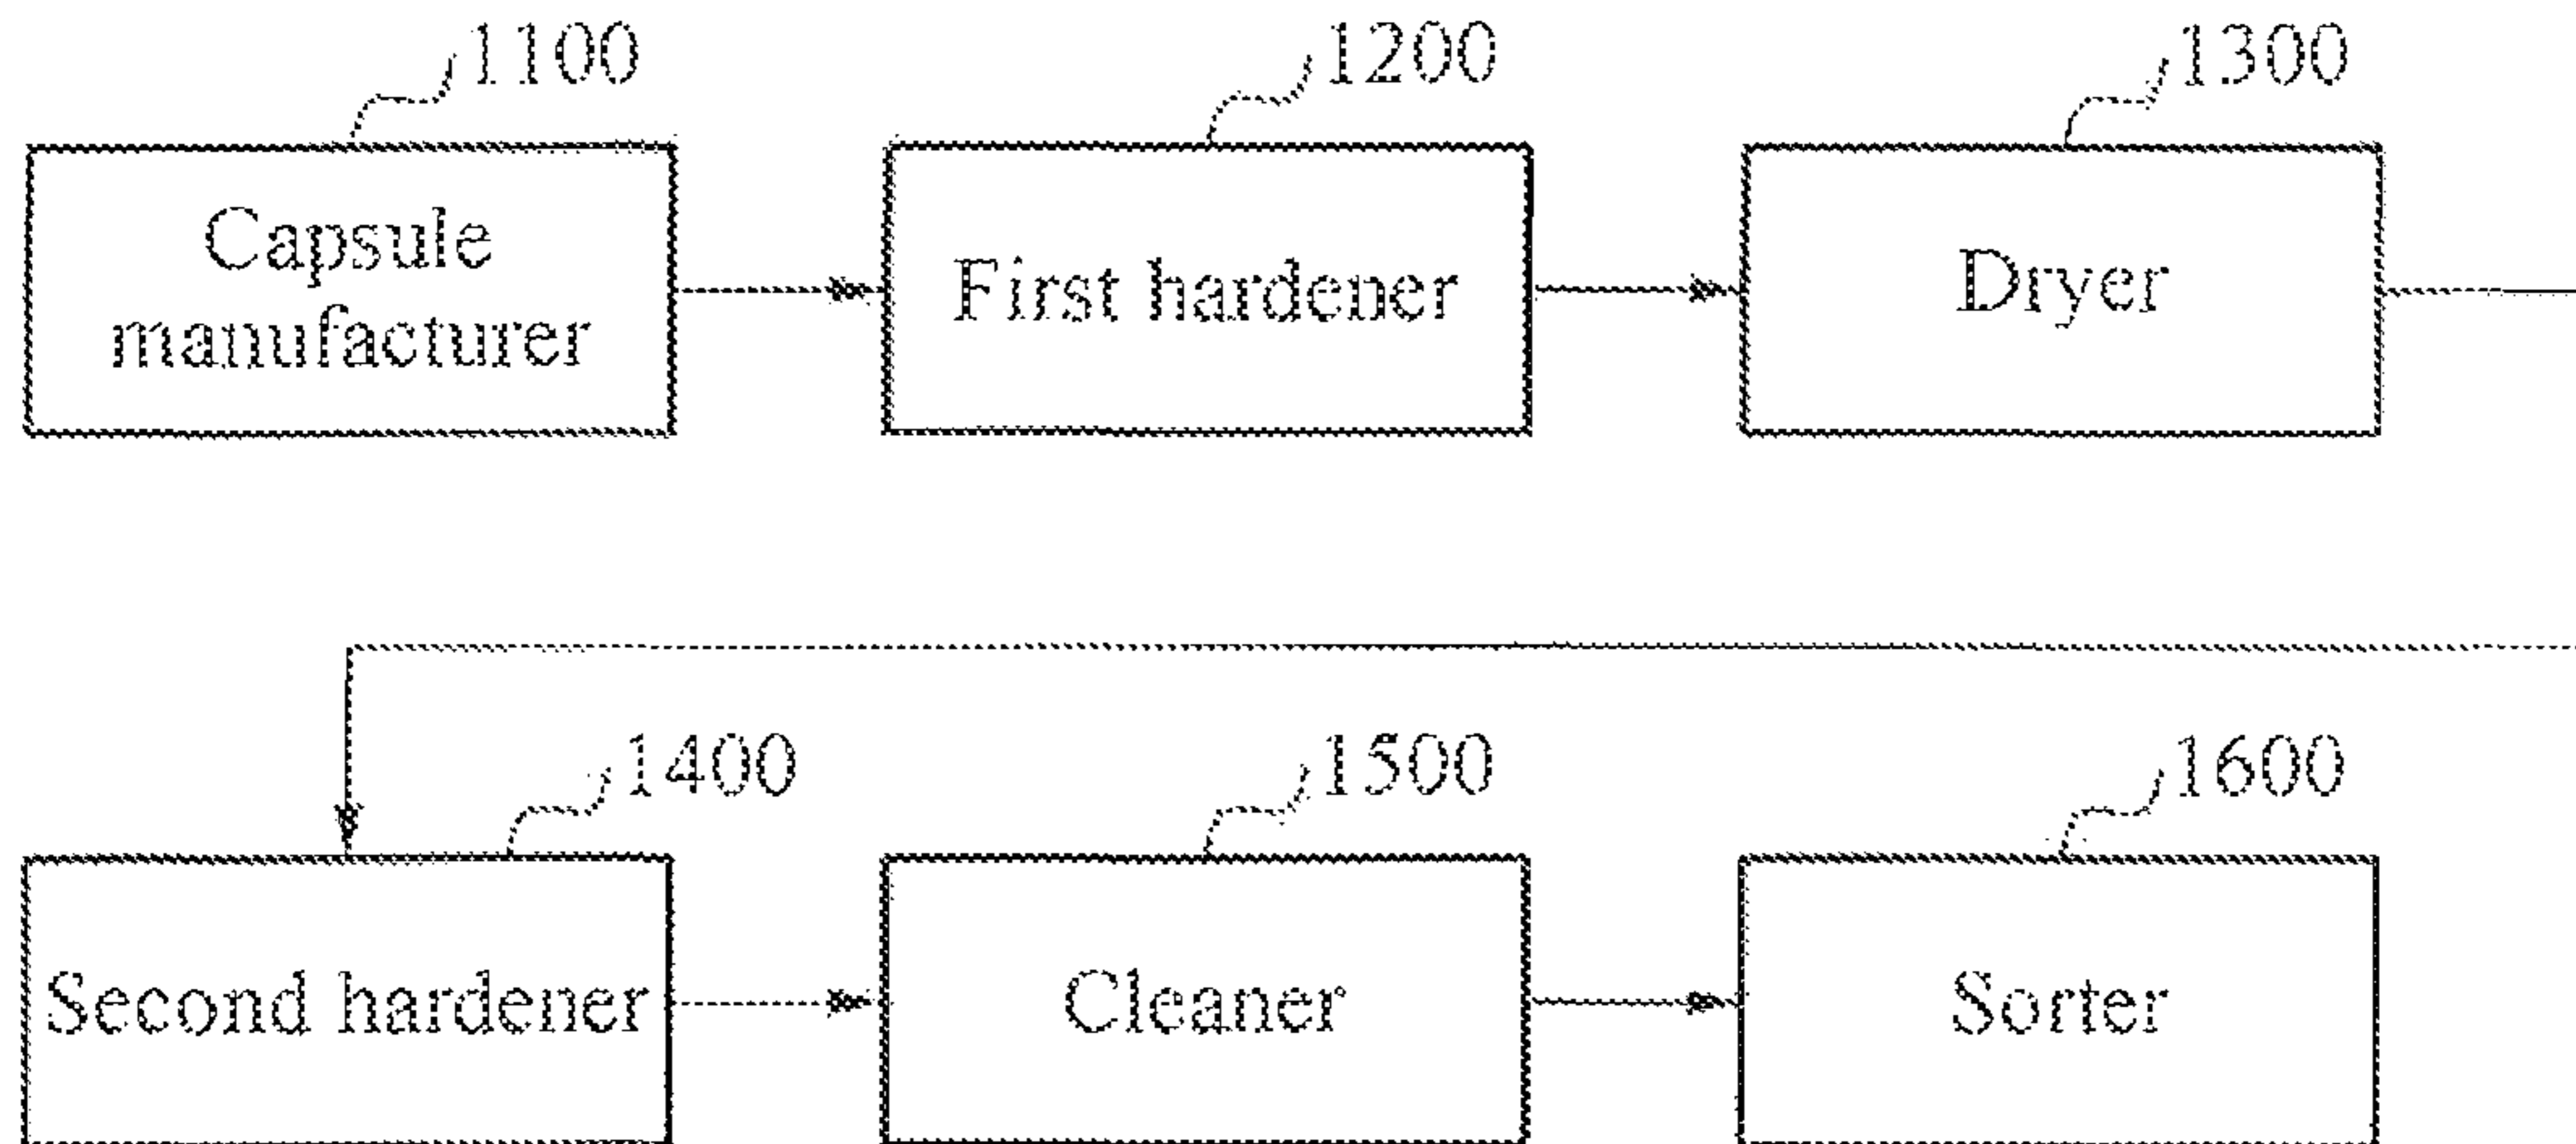 1100
1200
1300
Capsule
manufacturer
First hardener
Dryer
1400
1500
1600
Second hardener
Cleaner
Sorter